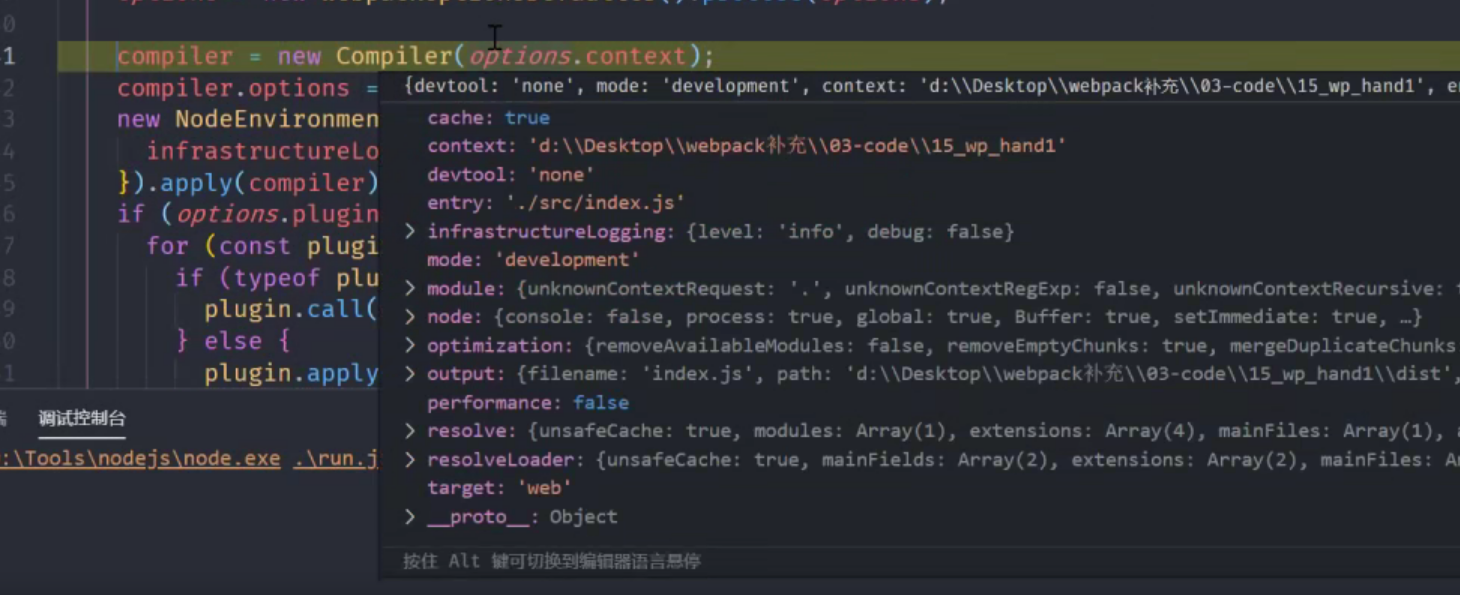 options = new WebpackOptionsDefaulter().process(options);
0
1 compiler = new Compiler(options.context);
2 compiler.options =
3 new NodeEnvironmen
4 infrastructureLo
5 }).apply(compiler)
6 if (options.plugin
7 for (const plugi
8 if (typeof plu
9 plugin.call(
0 } else {
1 plugin.apply
{devtool: 'none', mode: 'development', context: 'd:\\Desktop\\webpack补充\\03-code\\15_wp_hand1', en
cache: true
context: 'd:\\Desktop\\webpack补充\\03-code\\15_wp_hand1'
devtool: 'none'
entry: './src/index.js'
> infrastructureLogging: {level: 'info', debug: false}
mode: 'development'
> module: {unknownContextRequest: '.', unknownContextRegExp: false, unknownContextRecursive:
> node: {console: false, process: true, global: true, Buffer: true, setImmediate: true, …}
> optimization: {removeAvailableModules: false, removeEmptyChunks: true, mergeDuplicateChunks
> output: {filename: 'index.js', path: 'd:\\Desktop\\webpack补充\\03-code\\15_wp_hand1\\dist',
performance: false
> resolve: {unsafeCache: true, modules: Array(1), extensions: Array(4), mainFiles: Array(1),
> resolveLoader: {unsafeCache: true, mainFields: Array(2), extensions: Array(2), mainFiles: Ar
target: 'web'
> __proto__: Object
按住 Alt 键可切换到编辑器语言悬停
端 调试控制台
:\Tools\nodejs\node.exe .\run.j